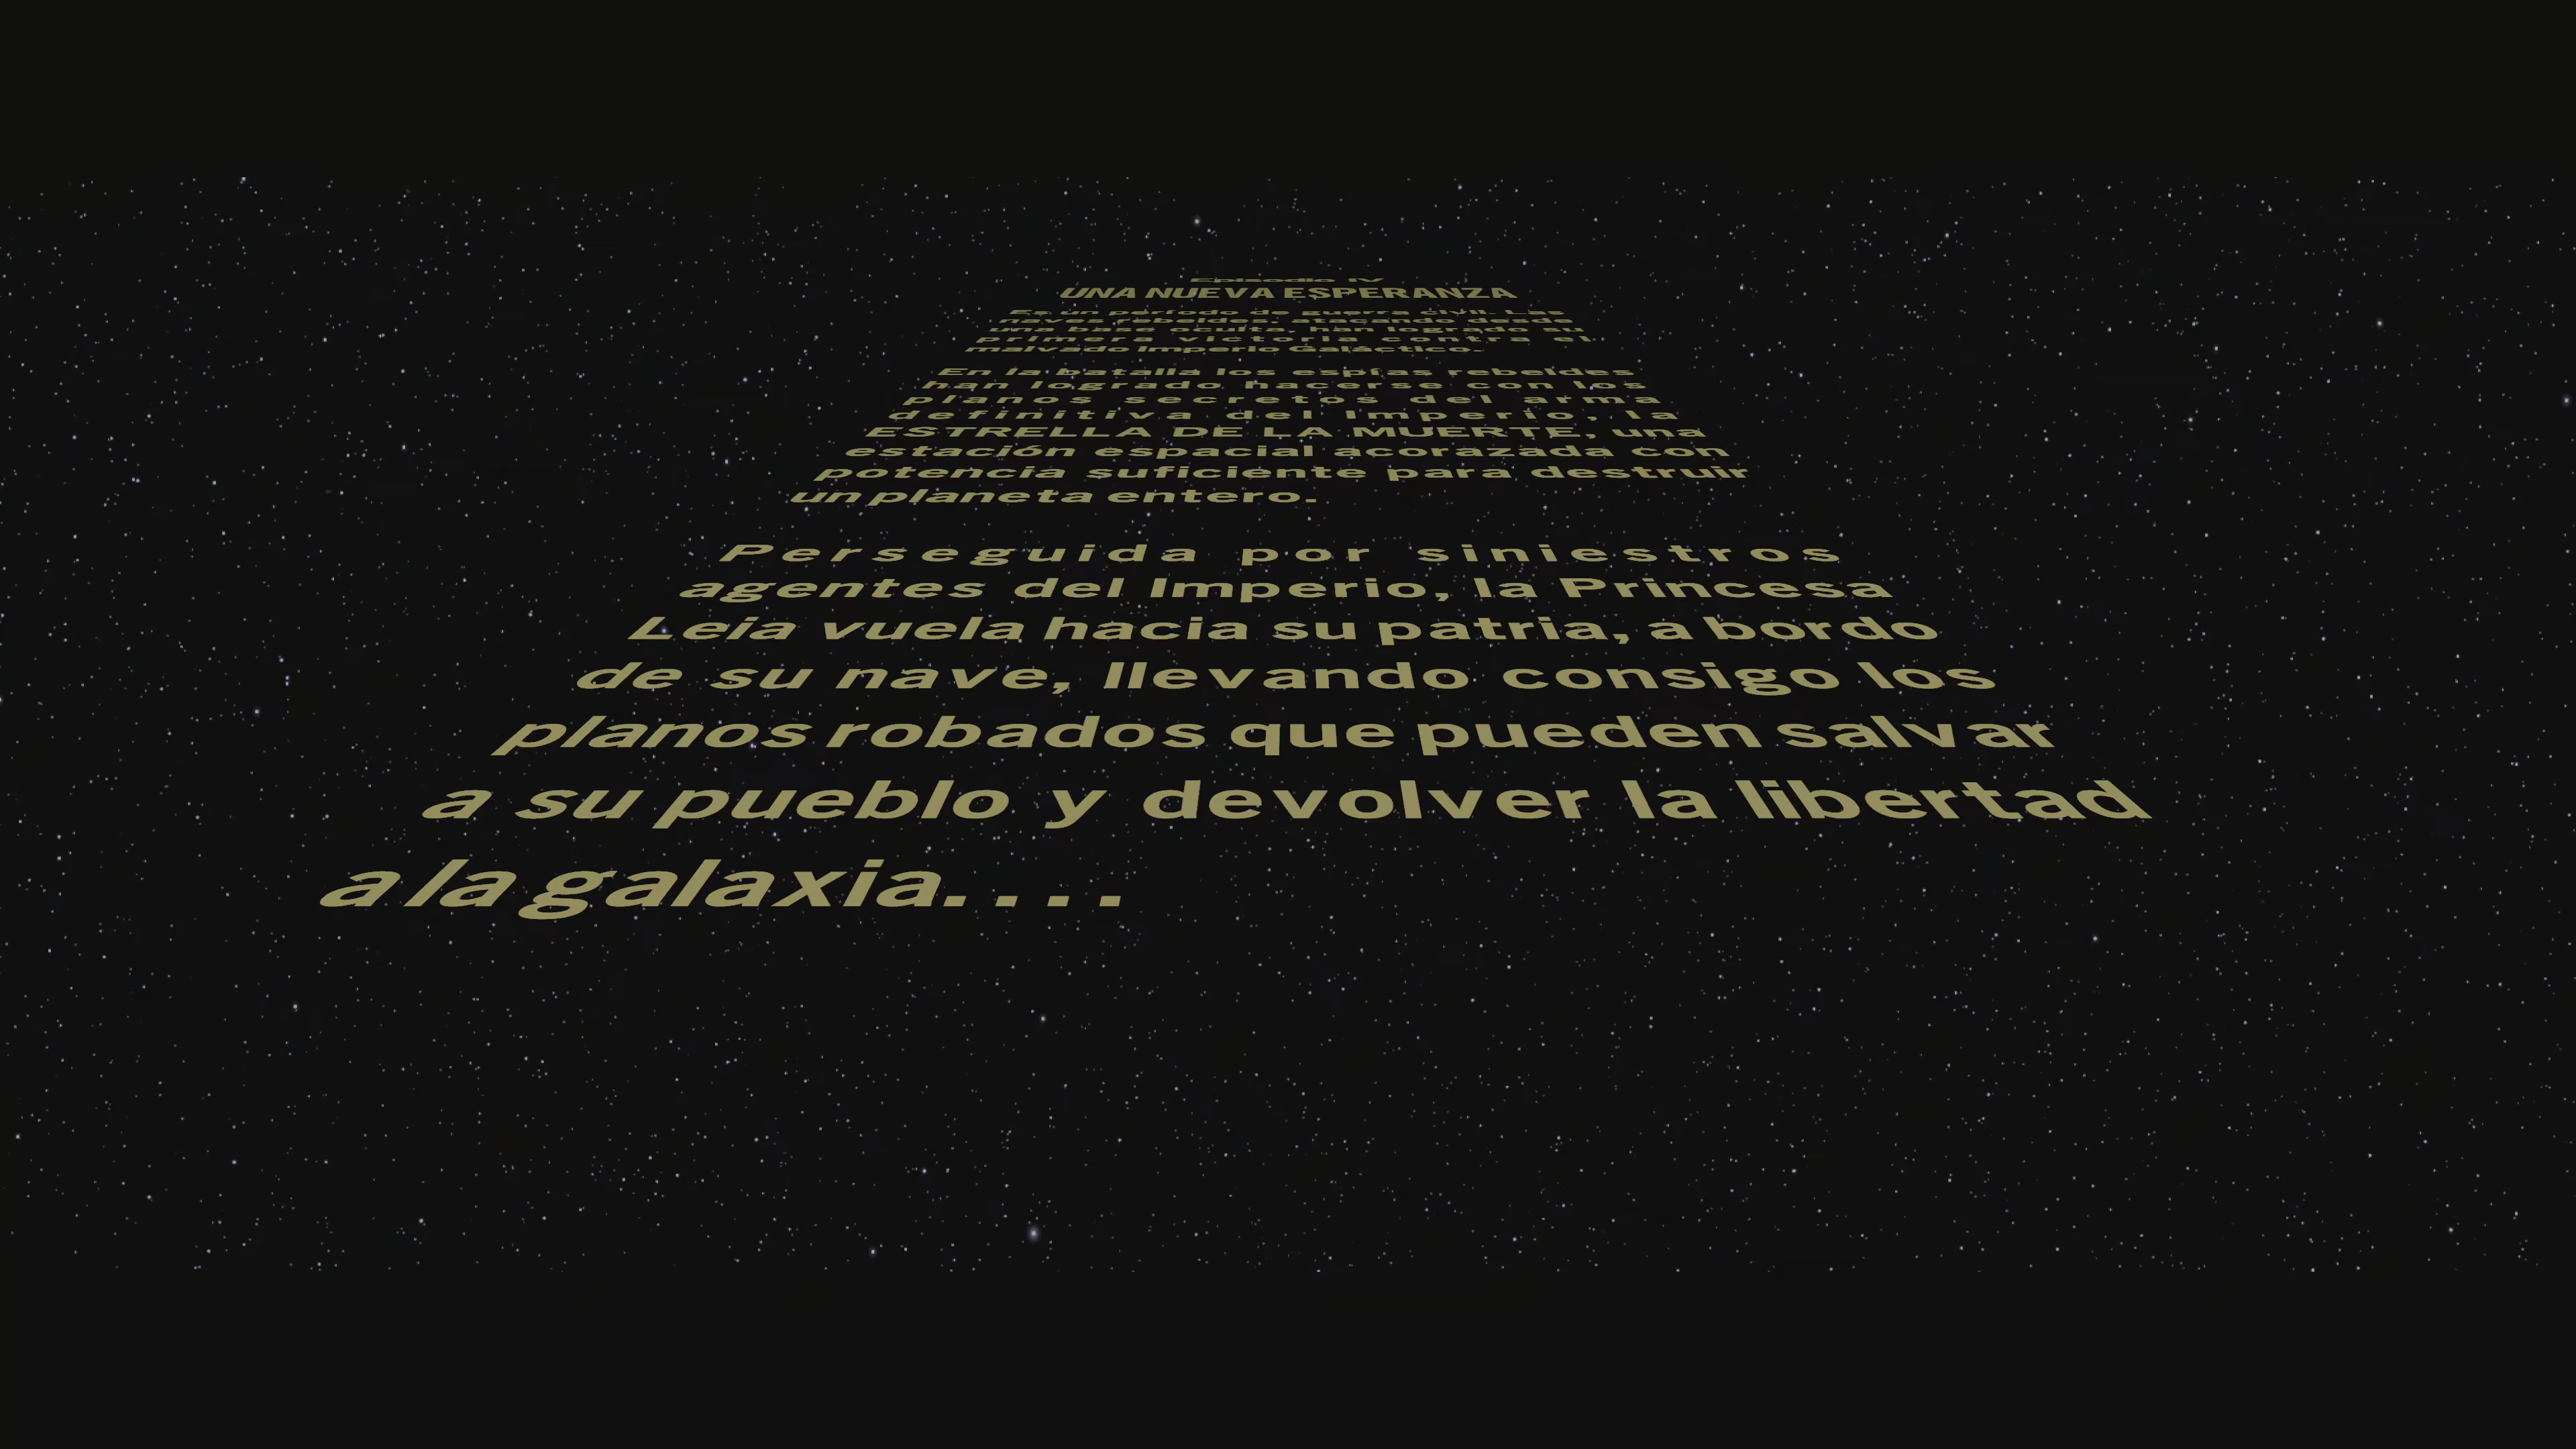 Episodio IV
UNA NUEVA ESPERANZA
Es un período de guerra civil. Las
naves rebeldes, atacando desde
una base oculta, han logrado su
primera victoria contra el
malvado Imperio Galáctico.
En la batalla los espías rebeldes
han logrado hacerse con los
planos secretos del arma
definitiva del Imperio, la
ESTRELLA DE LA MUERTE, una
estación espacial acorazada con
potencia suficiente para destruir
un planeta entero.
Perseguida por siniestros
agentes del Imperio, la Princesa
Leia vuela hacia su patria, a bordo
de su nave, llevando consigo los
planos robados que pueden salvar
a su pueblo y devolver la libertad
a la galaxia. . . .